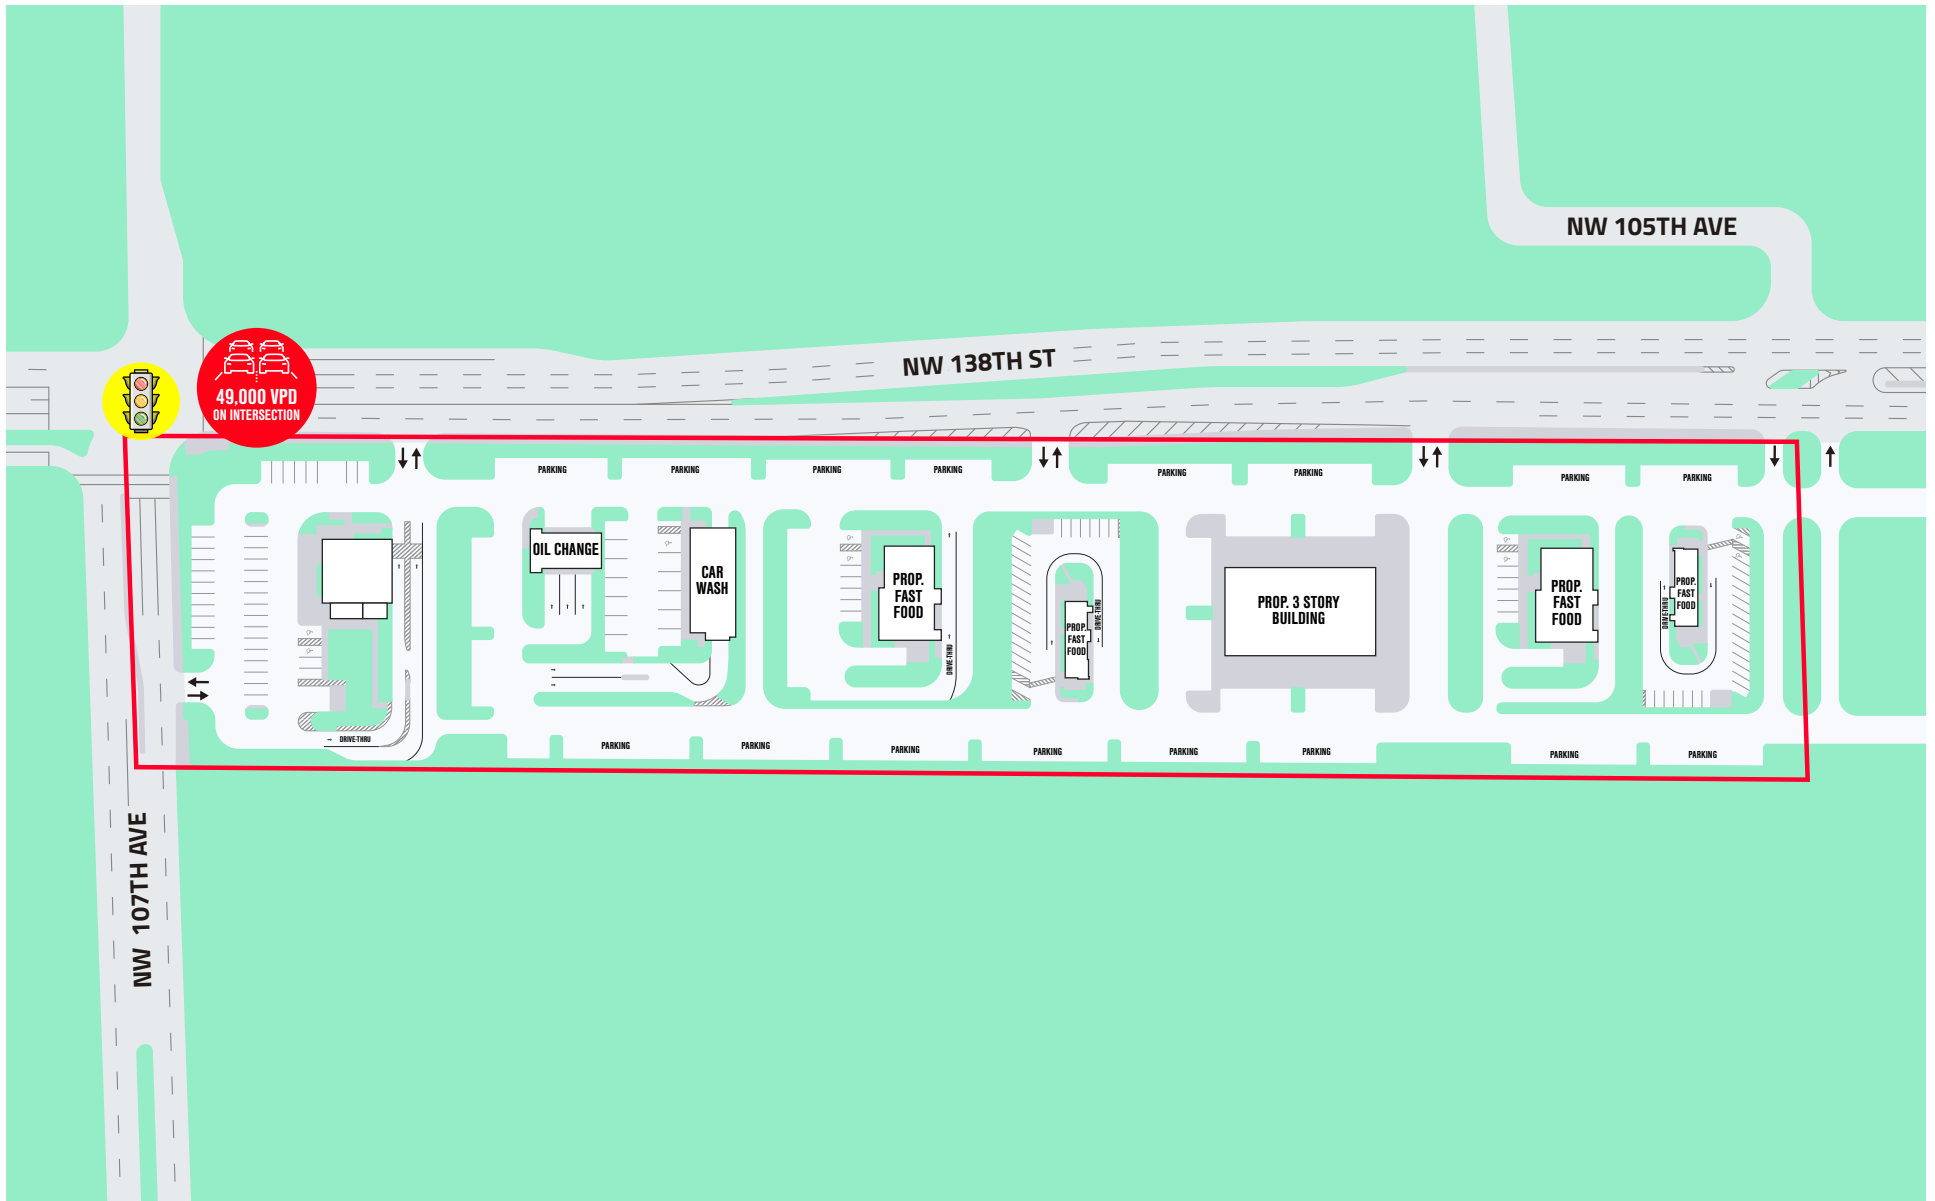 NW 105TH AVE
NW 138TH ST
49,000 VPD
ON INTERSECTION
PARKING
PARKING
PARKING
PARKING
PARKING
PARKING
PARKING
PARKING
OIL CHANGE
CAR
WASH
PROP.
FAST
FOOD
DRIVE-THRU
PROP.
FAST
FOOD
DRIVE-THRU
PROP. 3 STORY
BUILDING
PROP.
FAST
FOOD
DRIVE-THRU
PROP.
FAST
FOOD
DRIVE-THRU
PARKING
PARKING
PARKING
PARKING
PARKING
PARKING
PARKING
PARKING
NW 107TH AVE